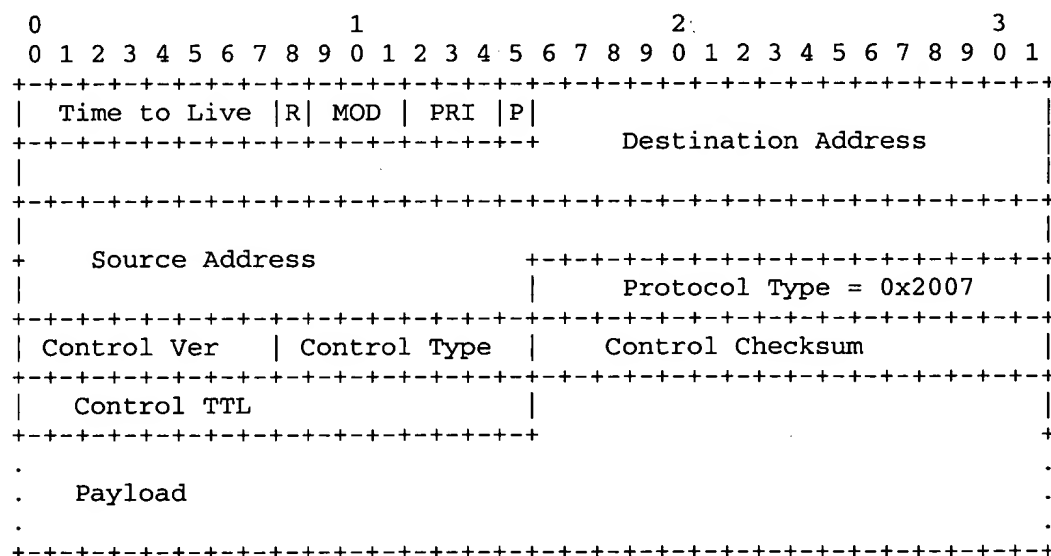 0                   1                   2                   3
 0 1 2 3 4 5 6 7 8 9 0 1 2 3 4 5 6 7 8 9 0 1 2 3 4 5 6 7 8 9 0 1
+-+-+-+-+-+-+-+-+-+-+-+-+-+-+-+-+-+-+-+-+-+-+-+-+-+-+-+-+-+-+-+-+
|  Time to Live |R| MOD | PRI |P|                               |
+-+-+-+-+-+-+-+-+-+-+-+-+-+-+-+-+     Destination Address       |
|                                                               |
+-+-+-+-+-+-+-+-+-+-+-+-+-+-+-+-+-+-+-+-+-+-+-+-+-+-+-+-+-+-+-+-+
|                                                               |
+    Source Address             +-+-+-+-+-+-+-+-+-+-+-+-+-+-+-+-+
|                               |     Protocol Type = 0x2007    |
+-+-+-+-+-+-+-+-+-+-+-+-+-+-+-+-+-+-+-+-+-+-+-+-+-+-+-+-+-+-+-+-+
| Control Ver   | Control Type  |    Control Checksum           |
+-+-+-+-+-+-+-+-+-+-+-+-+-+-+-+-+-+-+-+-+-+-+-+-+-+-+-+-+-+-+-+-+
|   Control TTL                 |                               |
+-+-+-+-+-+-+-+-+-+-+-+-+-+-+-+-+                               +
.                                                               .
.   Payload                                                     .
.                                                               .
+-+-+-+-+-+-+-+-+-+-+-+-+-+-+-+-+-+-+-+-+-+-+-+-+-+-+-+-+-+-+-+-+